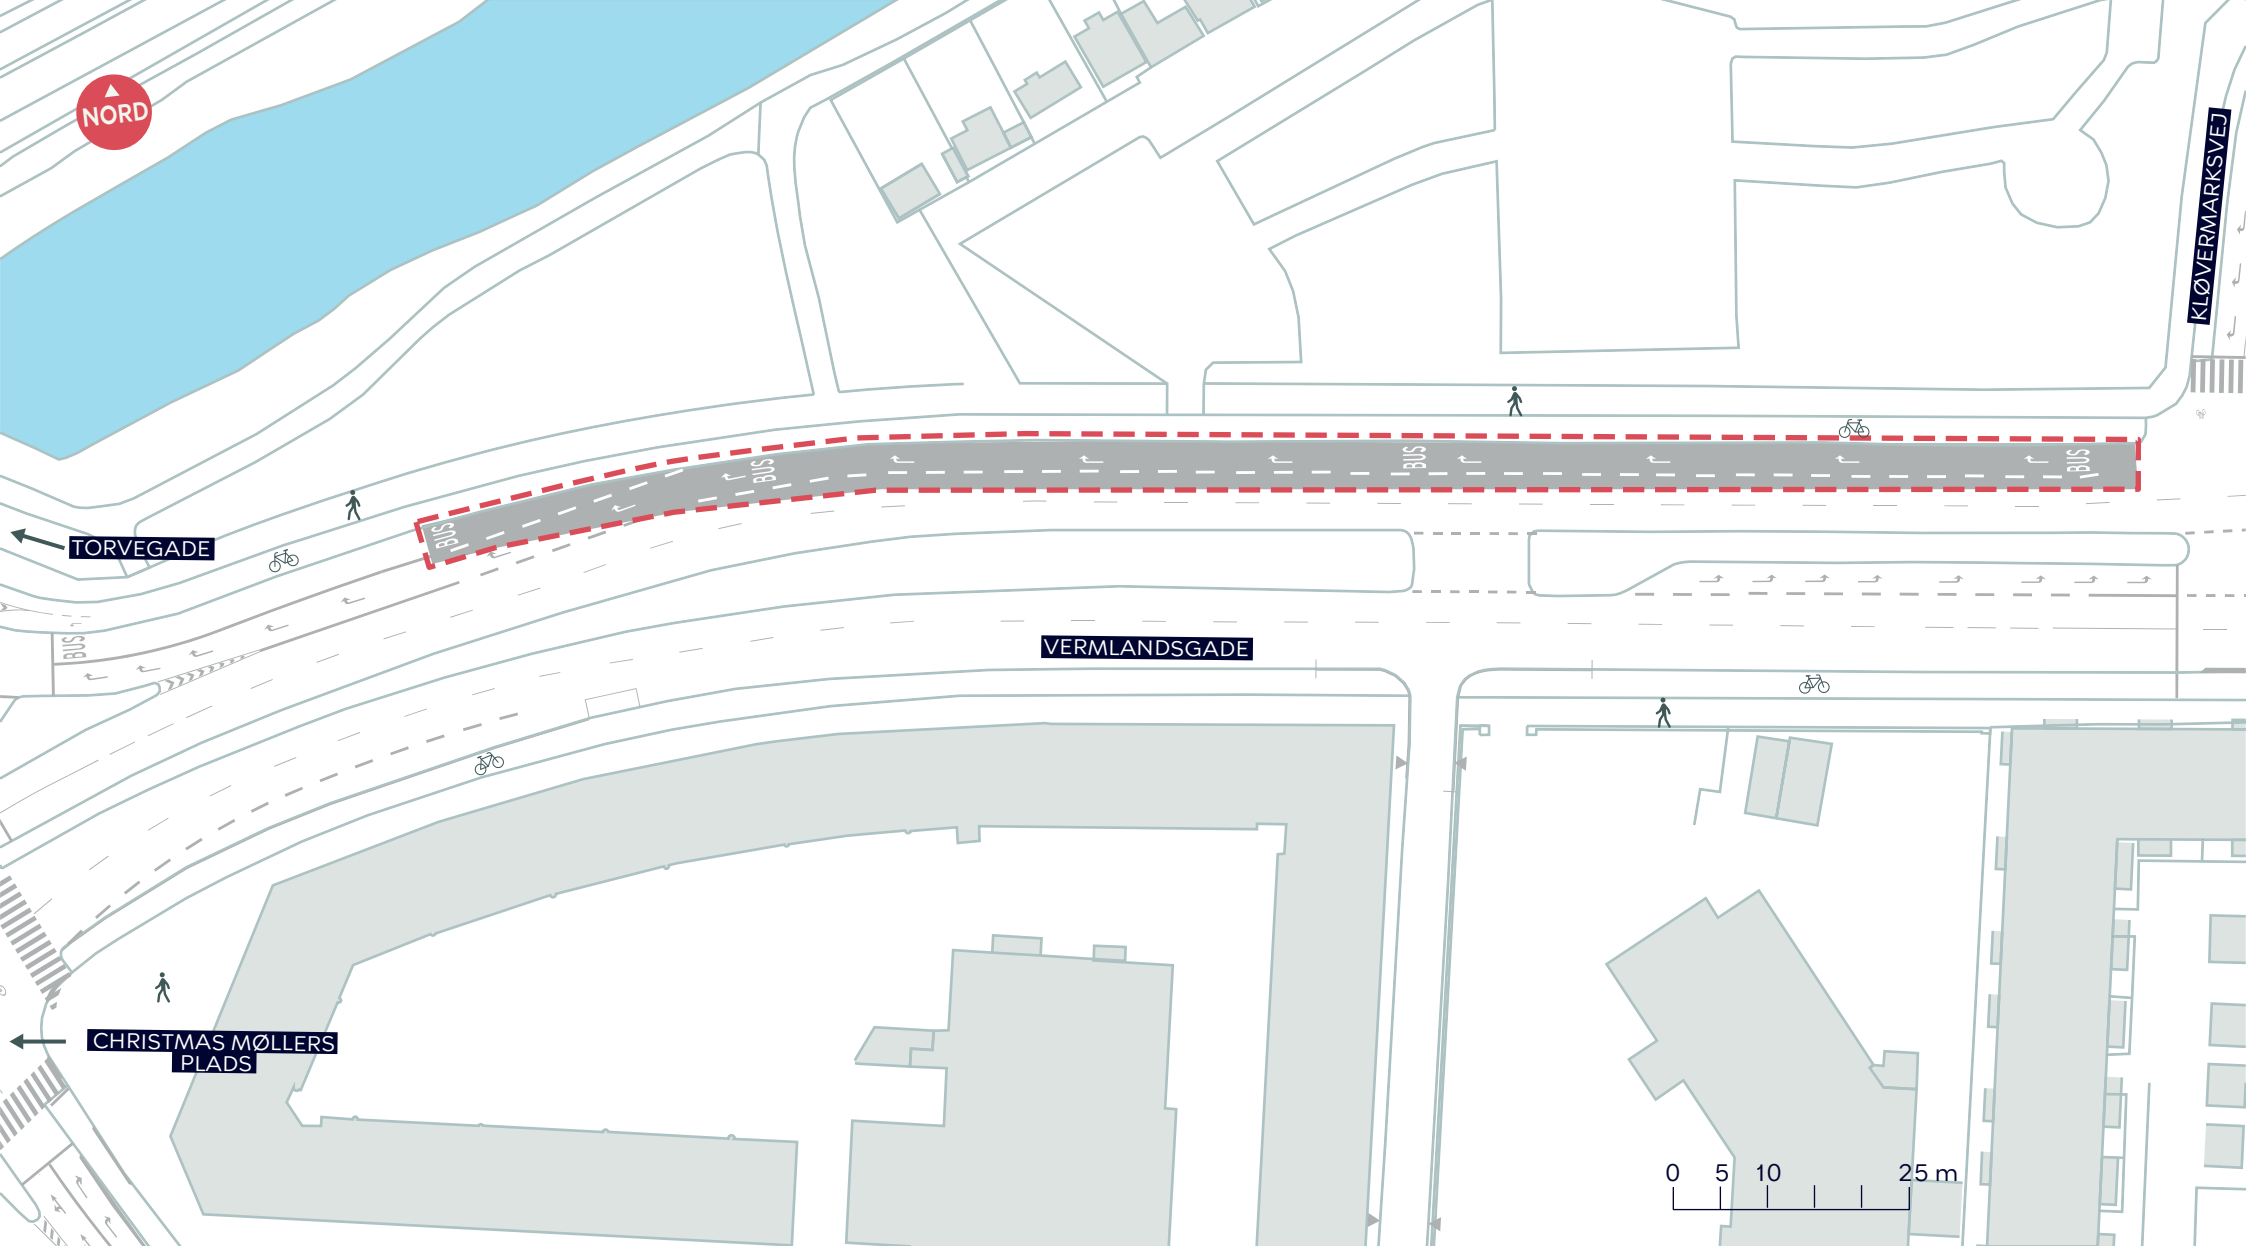 NORD
KLØVERMARKSVEJ
BUS
BUS
BUS
BUS
TORVEGADE
BUS
VERMLANDSGADE
CHRISTMAS MØLLERS
PLADS
0 5 10 25 m